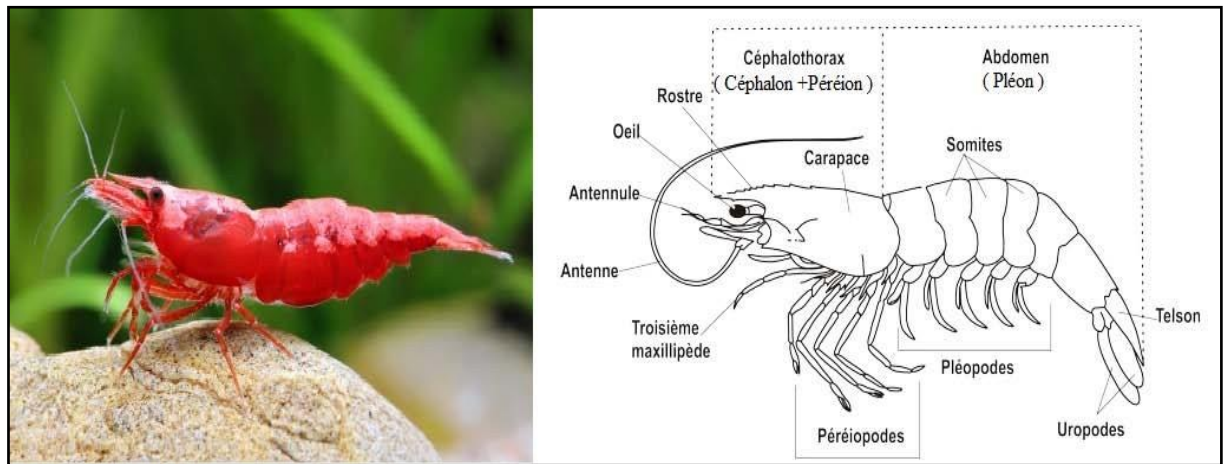 Céphalothorax
( Céphalon +Péréion )
Abdomen
( Pléon )
Rostre
Oeil
Carapace
Somites
Antennule
Antenne
Troisième
maxillipède
Telson
Pléopodes
Péréiopodes
Uropodes